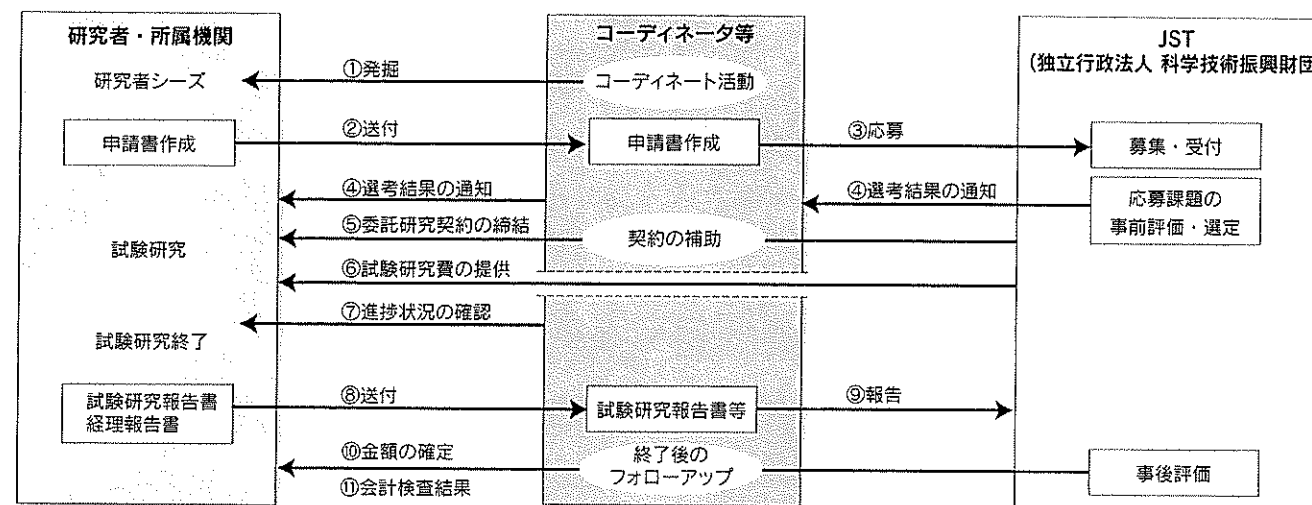 研究者・所属機関
コーディネータ等
JST
(独立行政法人 科学技術振興財団
研究者シーズ
①発掘
コーディネート活動
申請書作成
②送付
申請書作成
③応募
募集・受付
④選考結果の通知
④選考結果の通知
応募課題の
事前評価・選定
⑤委託研究契約の締結
契約の補助
試験研究
⑥試験研究費の提供
⑦進捗状況の確認
試験研究終了
試験研究報告書
経理報告書
⑧送付
試験研究報告書等
⑨報告
⑩金額の確定
終了後の
フォローアップ
事後評価
⑪会計検査結果